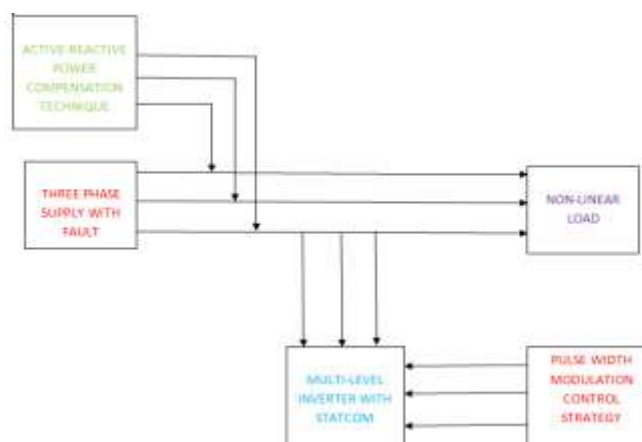 ACTIVE-REACTIVE
POWER
COMPENSATION
TECHNIQUE
THREE PHASE
SUPPLY WITH
FAULT
NON-LINEAR
LOAD
MULTI-LEVEL
INVERTER WITH
STATCOM
PULSE WIDTH
MODULATION
CONTROL
STRATEGY